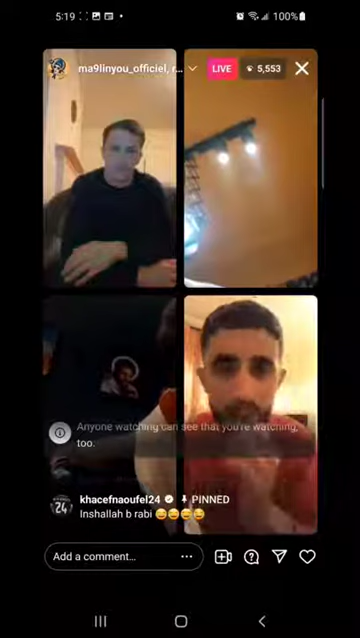 5:19
100%
ma9linyou_officiel, r...
LIVE
5,553
Anyone watching can see that you're watching,
too.
khacefnaoufel24
PINNED
24
Inshallah b rabi 😅😅😅😅
Add a comment...